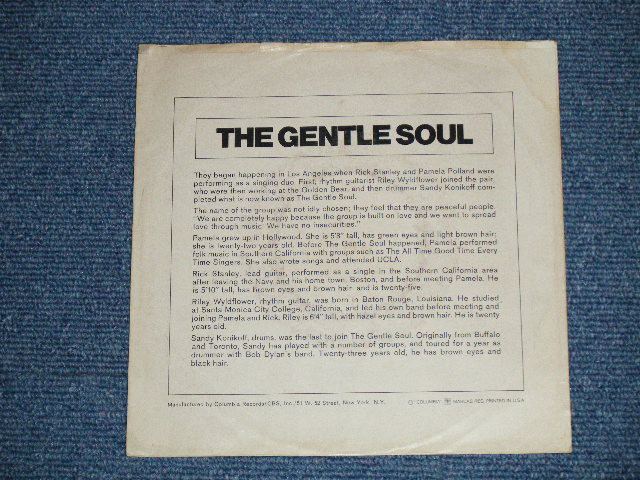 THE GENTLE SOUL
They began happening in Los Angeles when Rick Stanley and Pamela Polland were
performing as a singing duo. First, rhythm guitarist Riley Wyldflower joined the pair,
who were then working at the Golden Bear, and then drummer Sandy Konikoff com-
pleted what is now known as The Gentle Soul.
The name of the group was not idly chosen; they feel that they are peaceful people.
"We are completely happy because the group is built on love and we want to spread
love through music. We have no insecurities."
Pamela grew up in Hollywood. She is 5'8" tall, has green eyes and light brown hair;
she is twenty-two years old. Before The Gentle Soul happened, Pamela performed
folk music in Southern California with groups such as The All Time Good Time Every
Time Singers. She also wrote songs and attended UCLA.
Rick Stanley, lead guitar, performed as a single in the Southern California area
after leaving the Navy and his home town, Boston, and before meeting Pamela. He
is 5'10" tall, has brown eyes and brown hair, and is twenty-five.
Riley Wyldflower, rhythm guitar, was born in Baton Rouge, Louisiana. He studied
at Santa Monica City College, California, and led his own band before meeting and
joining Pamela and Rick. Riley is 6'4" tall, with hazel eyes and brown hair. He is twenty
years old.
Sandy Konikoff, drums, was the last to join The Gentle Soul. Originally from Buffalo
and Toronto, Sandy has played with a number of groups, and toured for a year as
drummer with Bob Dylan's band. Twenty-three years old, he has brown eyes and
black hair.
Manufactured by Columbia Records/CBS, Inc./51 W. 52 Street, New York, N.Y. COLUMBIA MARCAS REG. PRINTED IN U.S.A.